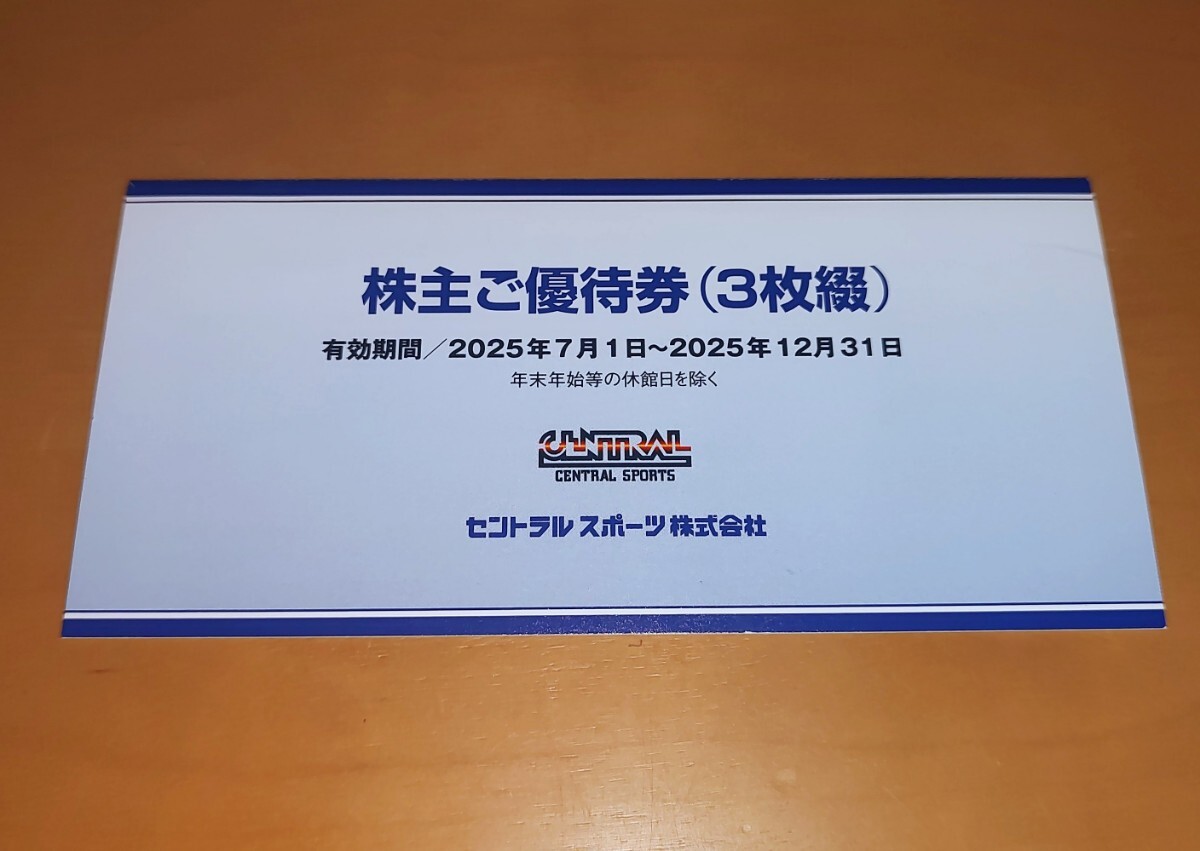 株主ご優待券（3枚綴）
有効期間／2025年7月1日～2025年12月31日
年末年始等の休館日を除く
CENTRAL
CENTRAL SPORTS
セントラルスポーツ株式会社